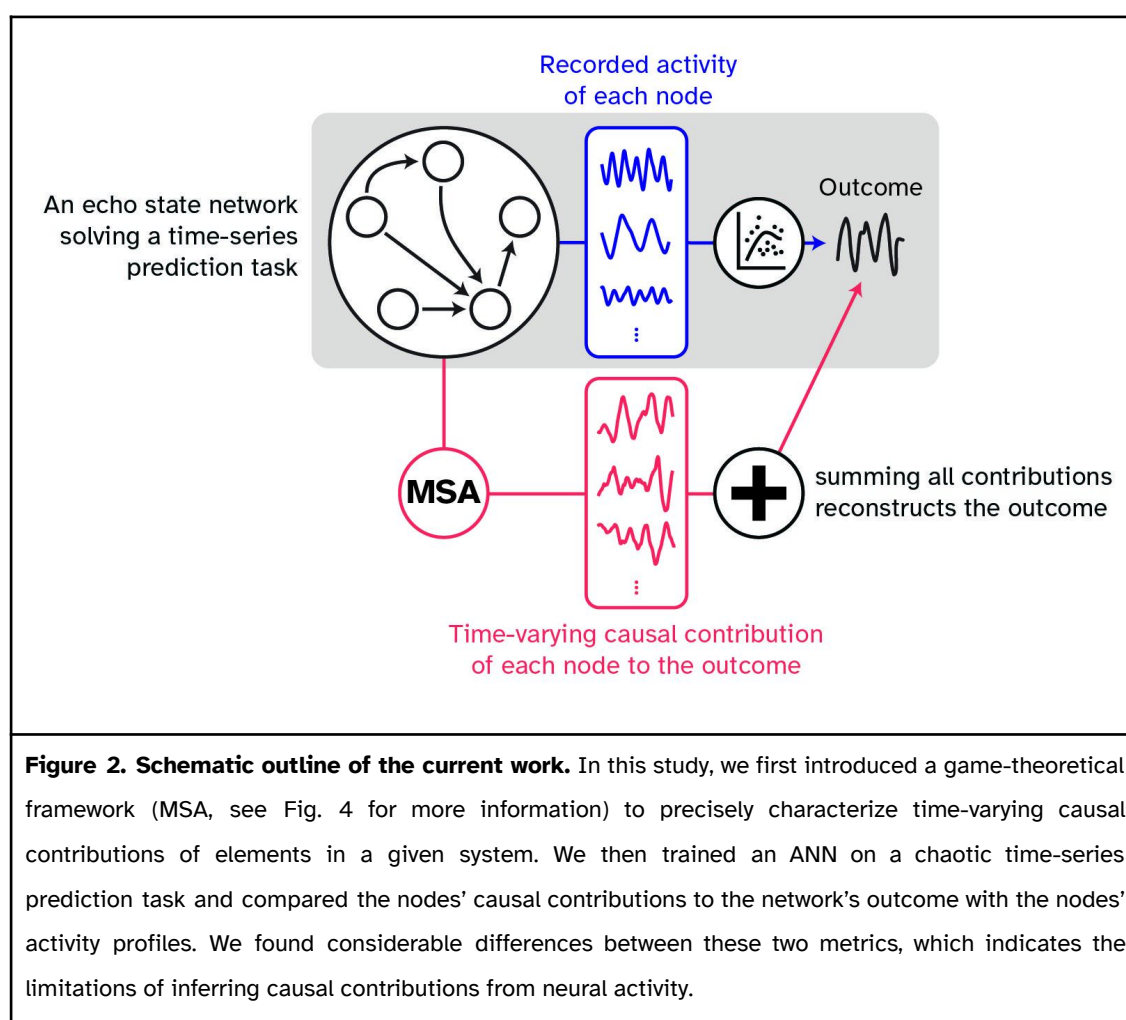 Recorded activity
of each node
An echo state network
solving a time-series
prediction task
Outcome
MSA
summing all contributions
reconstructs the outcome
Time-varying causal contribution
of each node to the outcome
Figure 2. Schematic outline of the current work. In this study, we first introduced a game-theoretical
framework (MSA, see Fig. 4 for more information) to precisely characterize time-varying causal
contributions of elements in a given system. We then trained an ANN on a chaotic time-series
prediction task and compared the nodes’ causal contributions to the network’s outcome with the nodes’
activity profiles. We found considerable differences between these two metrics, which indicates the
limitations of inferring causal contributions from neural activity.